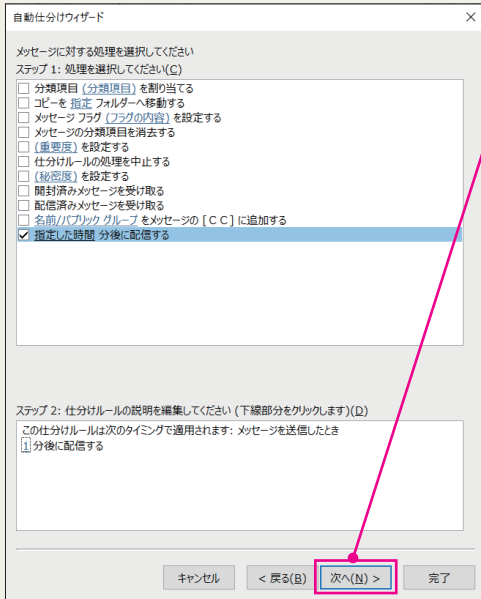 自動仕分けウィザード
メッセージに対する処理を選択してください
ステップ 1: 処理を選択してください(C)
分類項目 (分類項目) を割り当てる
コピーを 指定 フォルダーへ移動する
メッセージ フラグ (フラグの内容) を設定する
メッセージの分類項目を消去する
(重要度) を設定する
仕分けルールの処理を中止する
(秘密度) を設定する
開封済みメッセージを受け取る
配信済みメッセージを受け取る
名前/パブリック グループ をメッセージの [ C C ] に追加する
指定した時間 分後に配信する
ステップ 2: 仕分けルールの説明を編集してください (下線部分をクリックします)(D)
この仕分けルールは次のタイミングで適用されます: メッセージを送信したとき
1 分後に配信する
キャンセル < 戻る(B) 次へ(N) > 完了